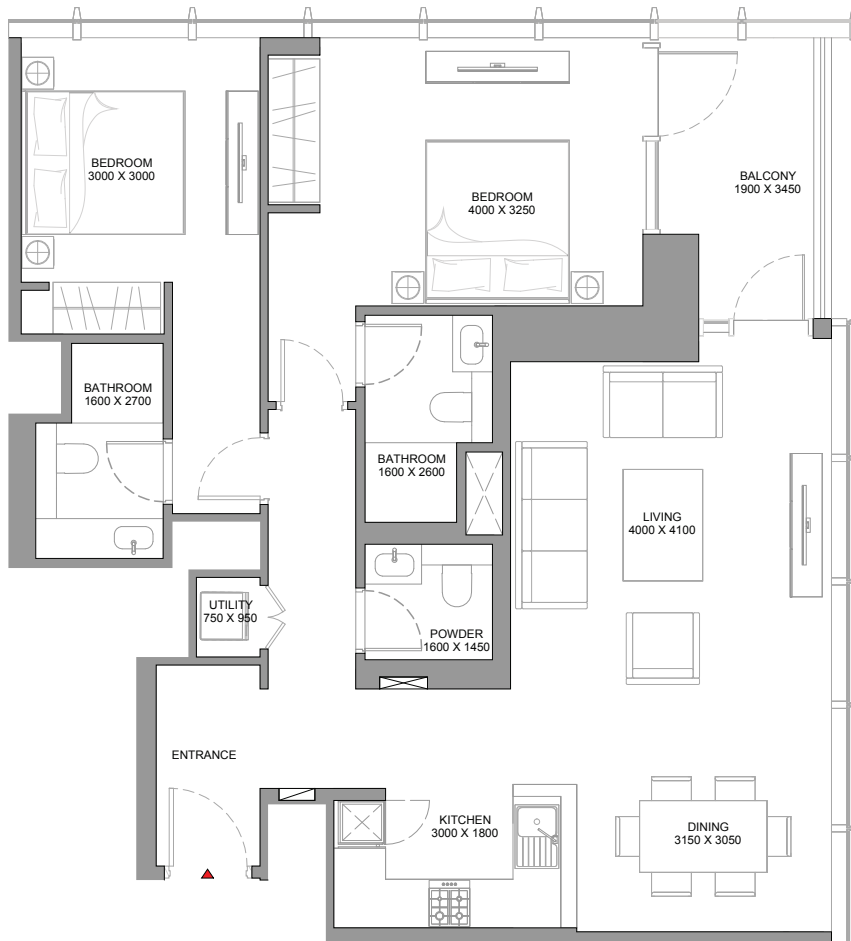 BEDROOM
3000 X 3000
BEDROOM
4000 X 3250
BALCONY
1900 X 3450
BATHROOM
1600 X 2700
BATHROOM
1600 X 2600
LIVING
4000 X 4100
UTILITY
750 X 950
POWDER
1600 X 1450
ENTRANCE
KITCHEN
3000 X 1800
DINING
3150 X 3050